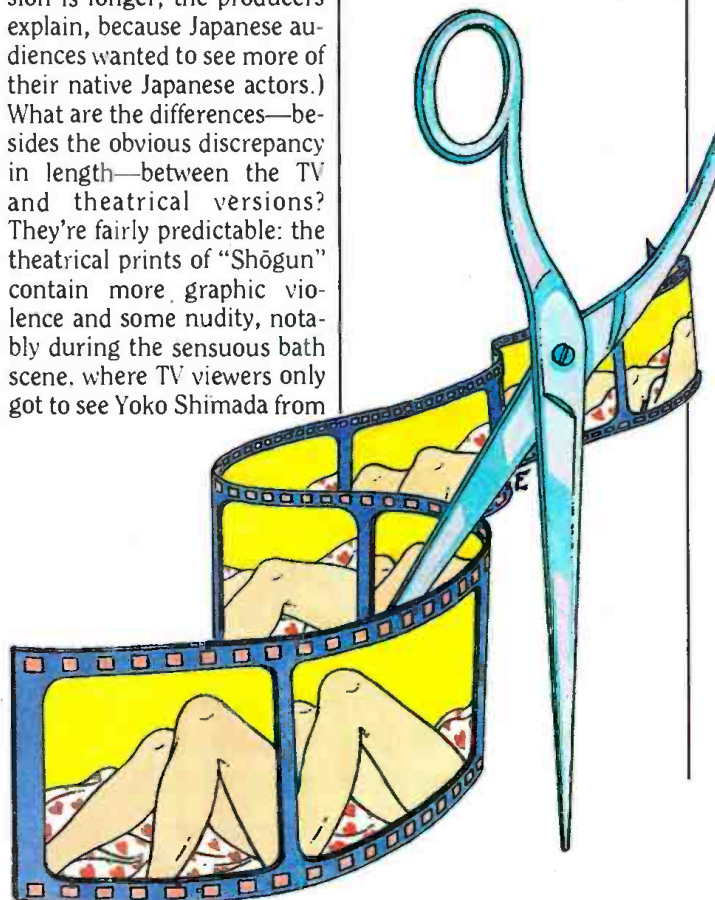 sion is longer, the producers
explain, because Japanese au-
diences wanted to see more of
their native Japanese actors.)
What are the differences—be-
sides the obvious discrepancy
in length—between the TV
and theatrical versions?
They're fairly predictable: the
theatrical prints of “Shōgun”
contain more graphic vio-
lence and some nudity, nota-
bly during the sensuous bath
scene, where TV viewers only
got to see Yoko Shimada from